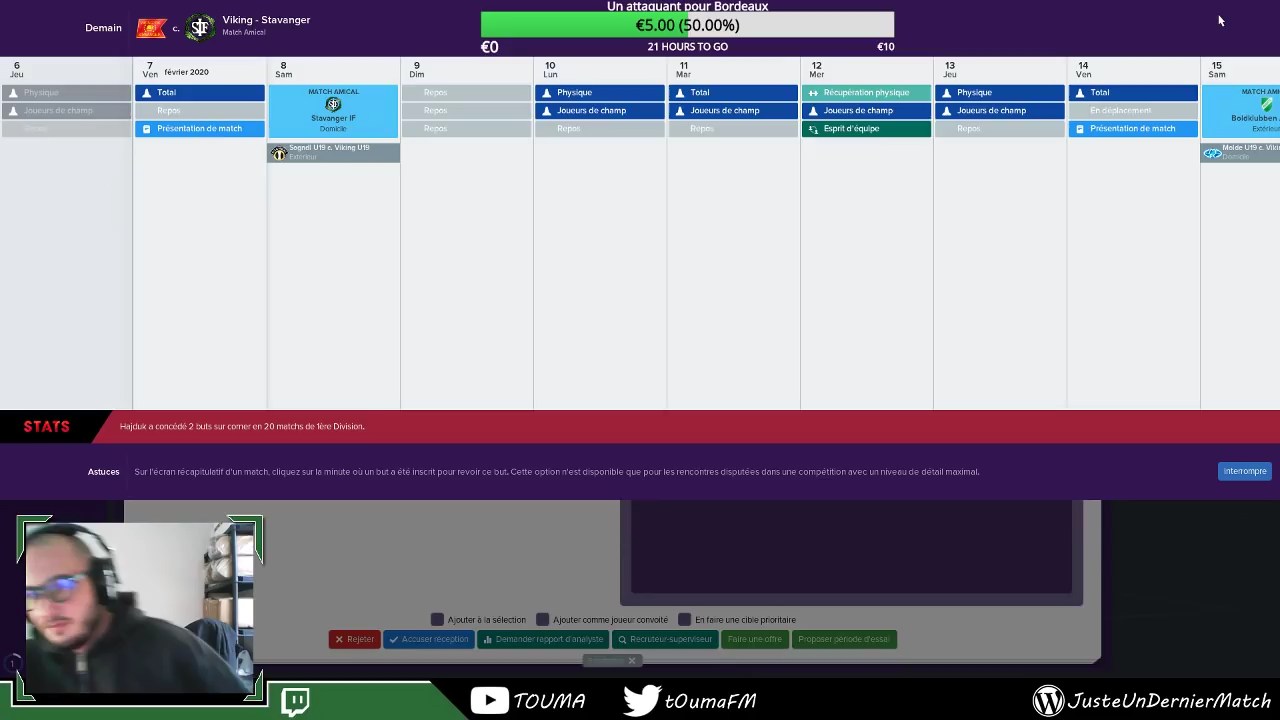 Un attaquant pour Bordeaux
Demain
c.
Viking - Stavanger
Match Amical
€5.00 (50.00%)
€0
21 HOURS TO GO
€10
6
Jeu
7
Ven
février 2020
8
Sam
9
Dim
10
Lun
11
Mar
12
Mer
13
Jeu
14
Ven
15
Sam
Physique
Joueurs de champ
Total
Repos
Présentation de match
MATCH AMICAL
Stavanger IF
Domicile
Sogndl U19 c. Viking U19
Extérieur
Repos
Repos
Repos
Physique
Joueurs de champ
Repos
Total
Joueurs de champ
Repos
Récupération physique
Joueurs de champ
Esprit d'équipe
Physique
Joueurs de champ
Repos
Total
En déplacement
Présentation de match
MATCH AMI
Boldklubben
Extérieu
Molde U19 c. Viki
Domicile
STATS
Hajduk a concédé 2 buts sur corner en 20 matchs de 1ère Division.
Astuces
Sur l'écran récapitulatif d'un match, cliquez sur la minute où un but a été inscrit pour revoir ce but. Cette option n'est disponible que pour les rencontres disputées dans une compétition avec un niveau de détail maximal.
Interrompre
Ajouter à la sélection
Ajouter comme joueur convoité
En faire une cible prioritaire
Rejeter
Accuser réception
Demander rapport d'analyste
Recruteur-superviseur
Faire une offre
Proposer période d'essai
TOUMA
tOumaFM
JusteUnDernierMatch